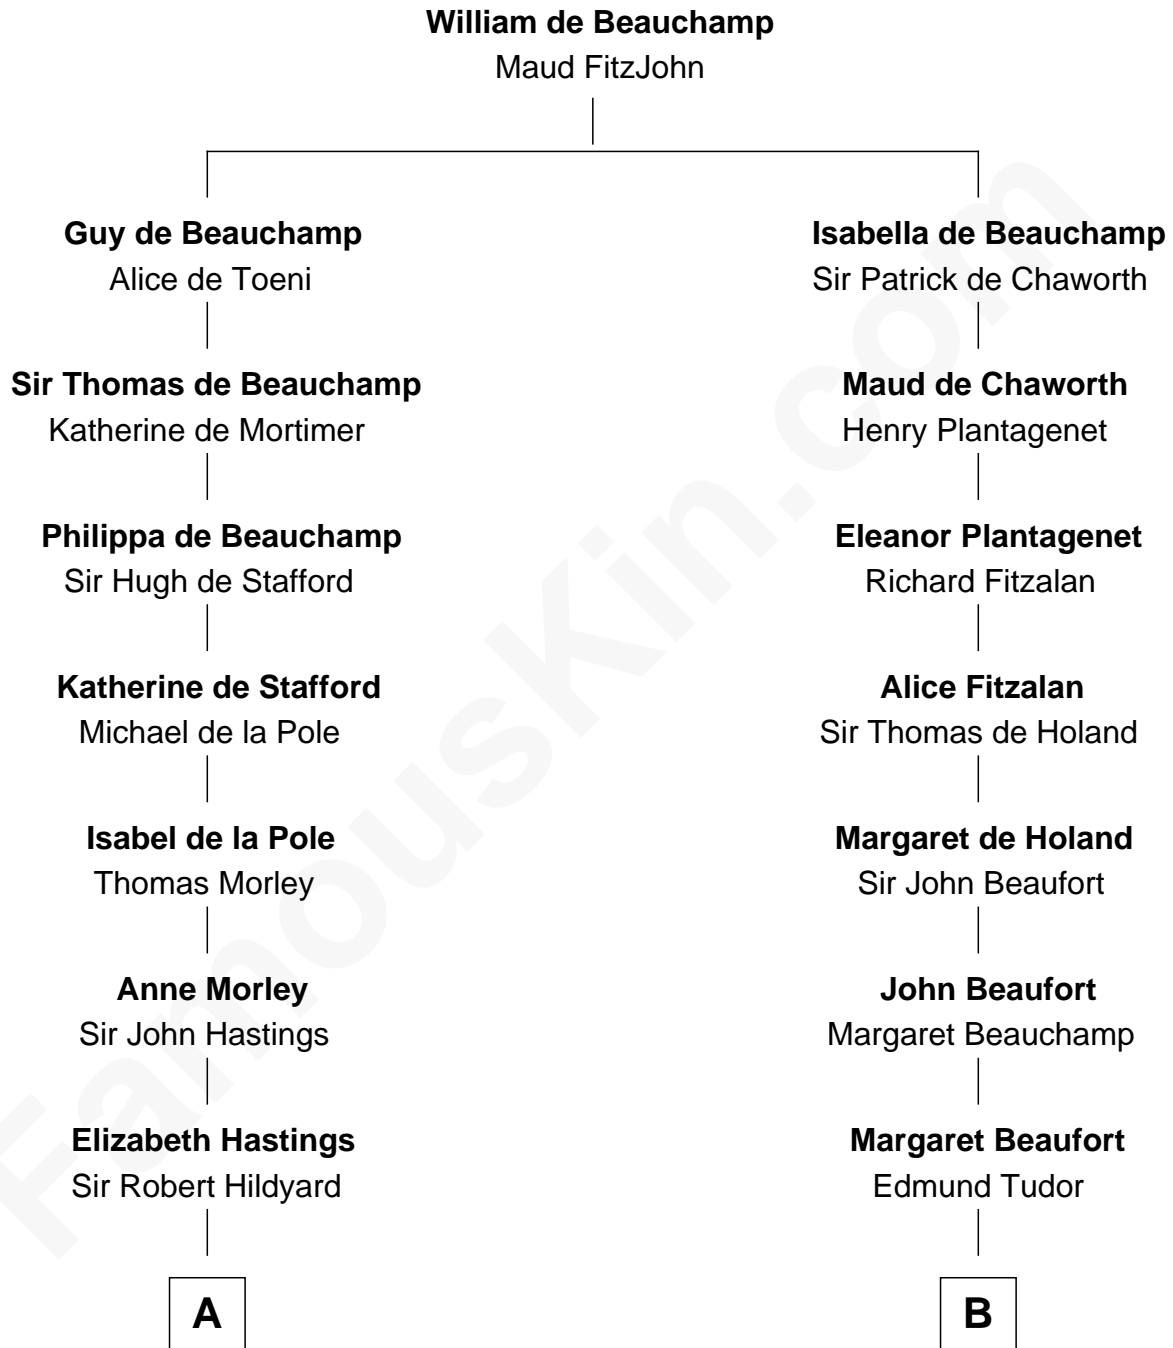 William de Beauchamp
Maud FitzJohn
Guy de Beauchamp
Alice de Toeni
Isabella de Beauchamp
Sir Patrick de Chaworth
Sir Thomas de Beauchamp
Katherine de Mortimer
Maud de Chaworth
Henry Plantagenet
Philippa de Beauchamp
Sir Hugh de Stafford
Eleanor Plantagenet
Richard Fitzalan
Katherine de Stafford
Michael de la Pole
Alice Fitzalan
Sir Thomas de Holand
Isabel de la Pole
Thomas Morley
Margaret de Holand
Sir John Beaufort
Anne Morley
Sir John Hastings
John Beaufort
Margaret Beauchamp
Elizabeth Hastings
Sir Robert Hildyard
Margaret Beaufort
Edmund Tudor
A
B
FamousKin.com